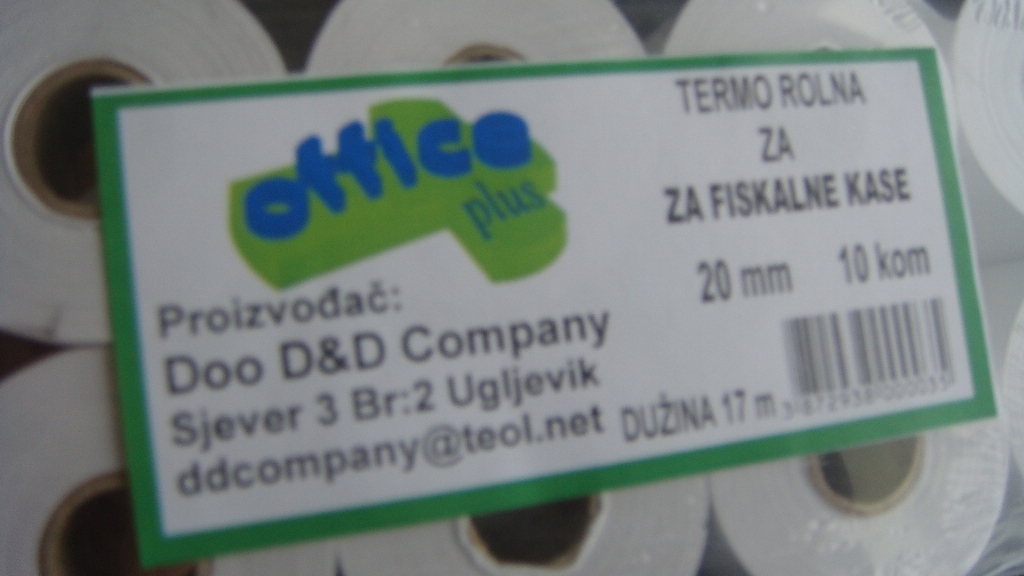 office
plus
Proizvođač:
Doo D&D Company
Sjever 3 Br:2 Ugljevik
ddcompany@teol.net
TERMO ROLNA
ZA
ZA FISKALNE KASE
20 mm 10 kom
DUŽINA 17 m